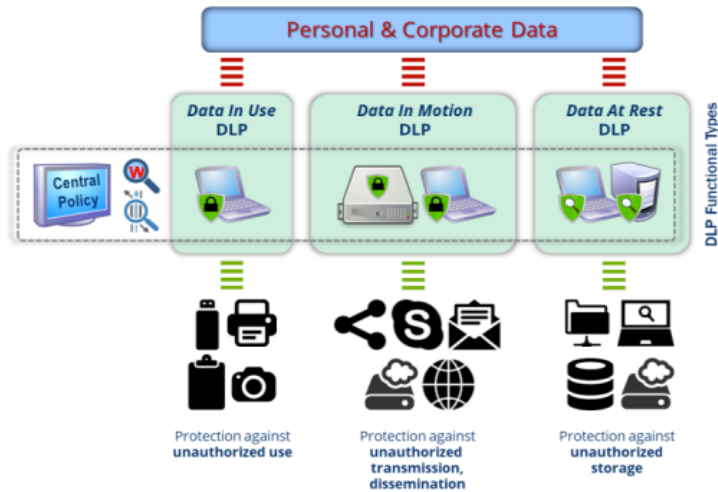 Personal & Corporate Data
Data In Use
DLP
Data In Motion
DLP
Data At Rest
DLP
Central
Policy
W
DLP Functional Types
S
Protection against
unauthorized use
Protection against
unauthorized
transmission,
dissemination
Protection against
unauthorized
storage